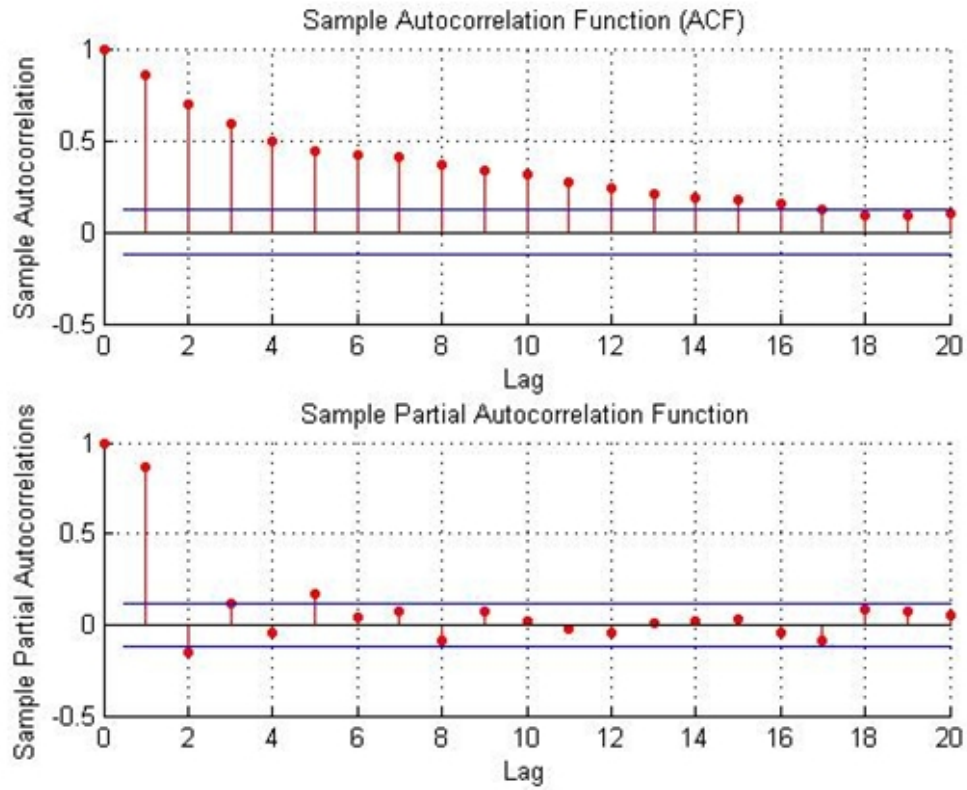 Sample Autocorrelation Function (ACF)
Sample Autocorrelation
1
0.5
0
-0.5
0 2 4 6 8 10 12 14 16 18 20
Lag
Sample Partial Autocorrelation Function
Sample Partial Autocorrelations
1
0.5
0
-0.5
0 2 4 6 8 10 12 14 16 18 20
Lag